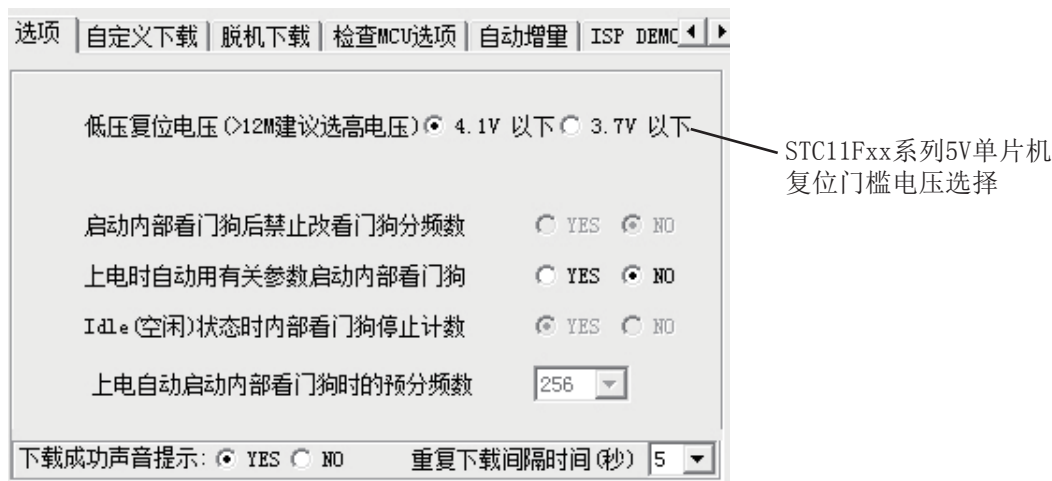 选项 自定义下载 脱机下载 检查MCU选项 自动增量 ISP DEMO
低压复位电压(>12M建议选高电压) 4.1V 以下 3.7V 以下
STC11Fxx系列5V单片机
复位门槛电压选择
启动内部看门狗后禁止改看门狗分频数 YES NO
上电时自动用有关参数启动内部看门狗 YES NO
Idle(空闲)状态时内部看门狗停止计数 YES NO
上电自动启动内部看门狗时的预分频数 256
下载成功声音提示: YES NO 重复下载间隔时间(秒) 5